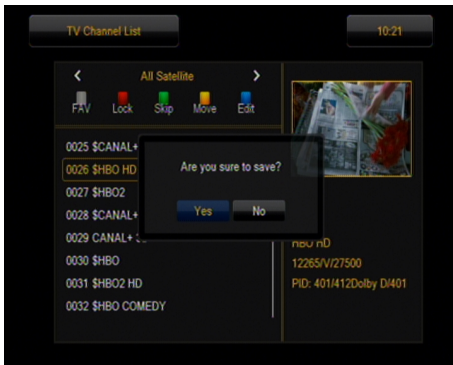 TV Channel List
10:21
All Satellite
FAV Lock Skip Move Edit
0025 $CANAL+
0026 $HBO HD
0027 $HBO2
0028 $CANAL+
0029 CANAL+
0030 $HBO
0031 $HBO2 HD
0032 $HBO COMEDY
Are you sure to save?
Yes No
HBO HD
12265/V/27500
PID: 401/412Dolby D/401